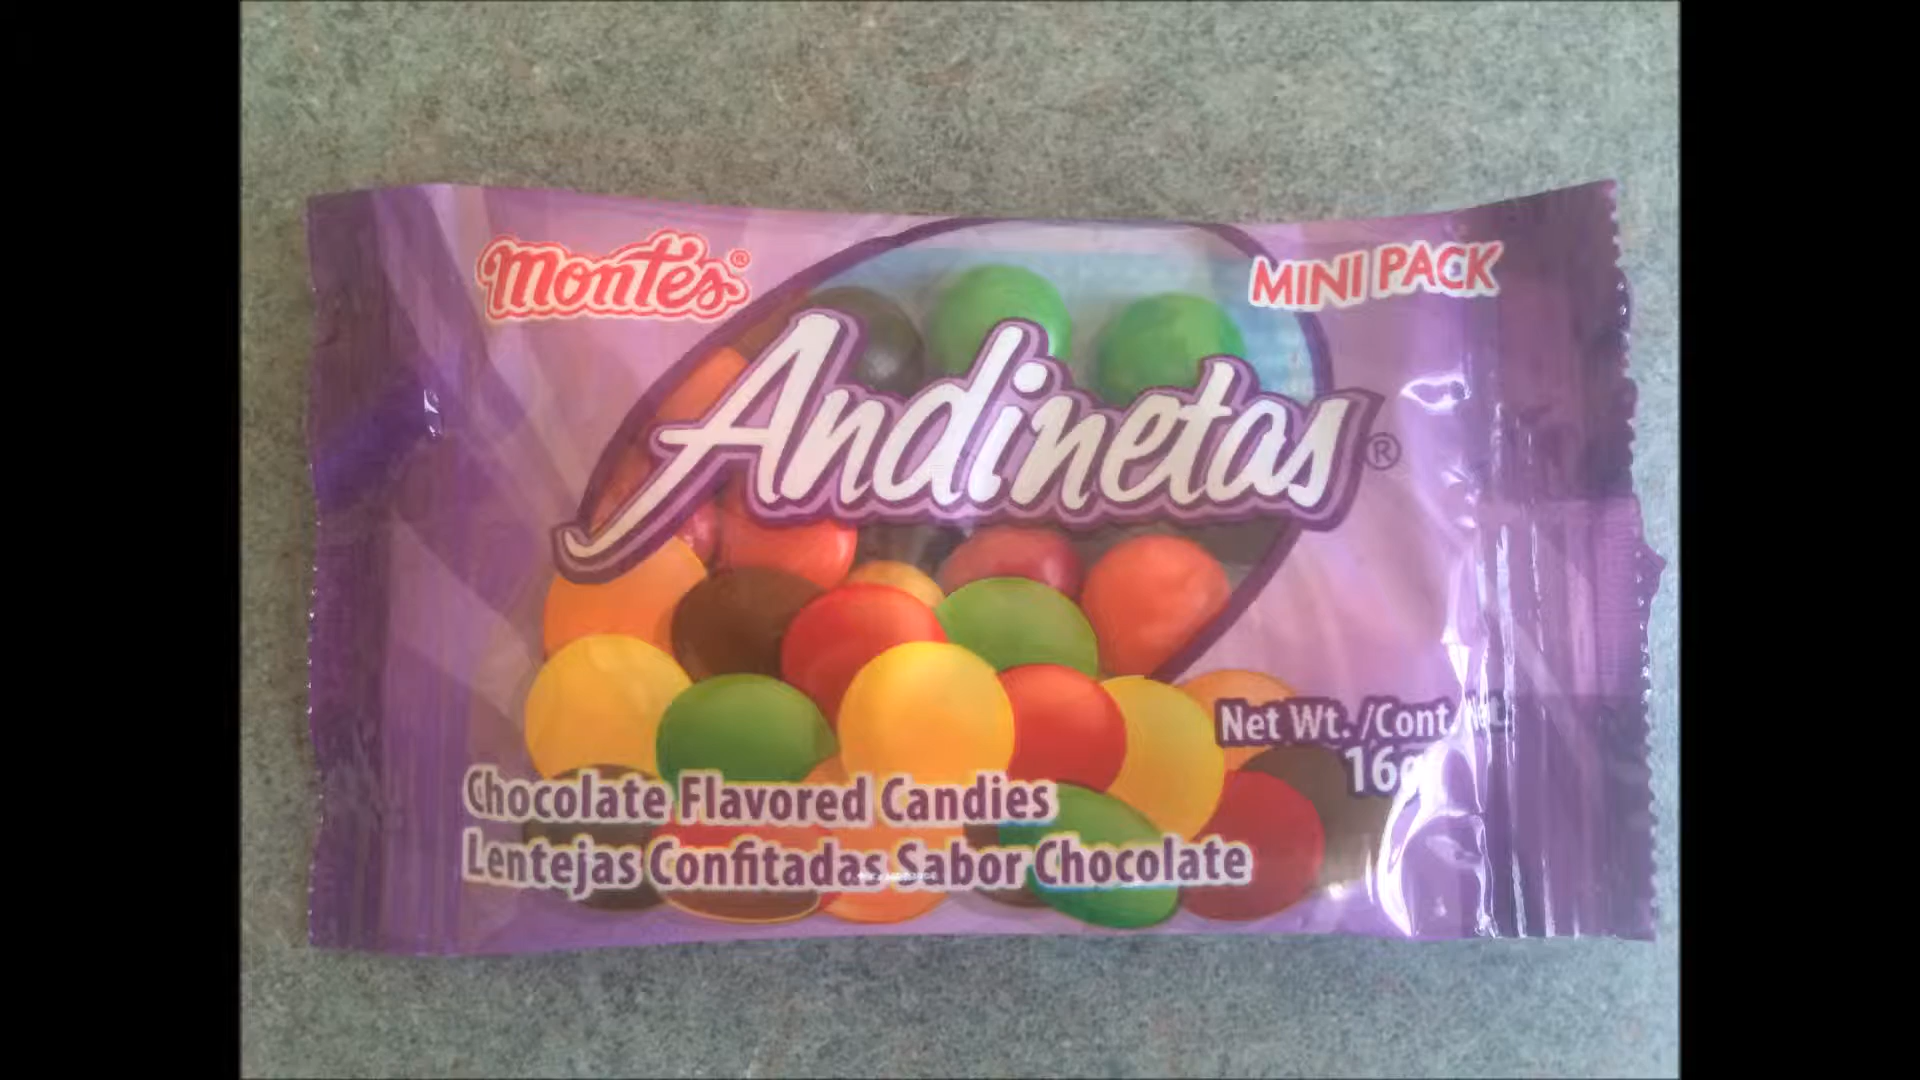 Montes®
MINI PACK
Andinetas®
Net Wt. /Cont.
Chocolate Flavored Candies
Lentejas Confitadas Sabor Chocolate